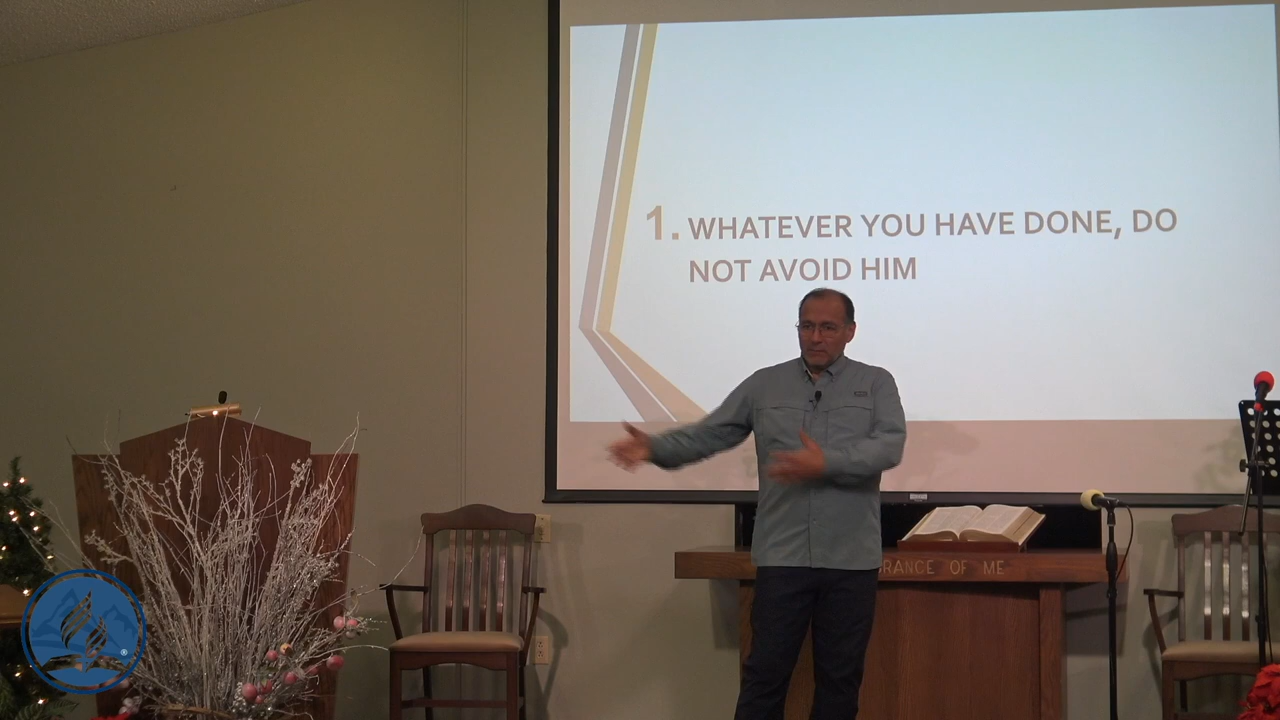 1. WHATEVER YOU HAVE DONE, DO
NOT AVOID HIM
RANCE OF ME
®